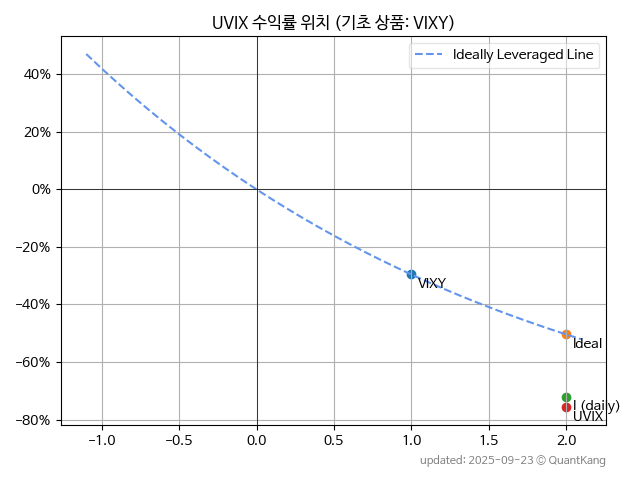 UVIX 수익률 위치 (기초 상품: VIXY)
Ideally Leveraged Line
40%
20%
0%
−20%
−40%
−60%
−80%
VIXY
Ideal
I (daily)
UVIX
−1.0
−0.5
0.0
0.5
1.0
1.5
2.0
updated: 2025-09-23 © QuantKang